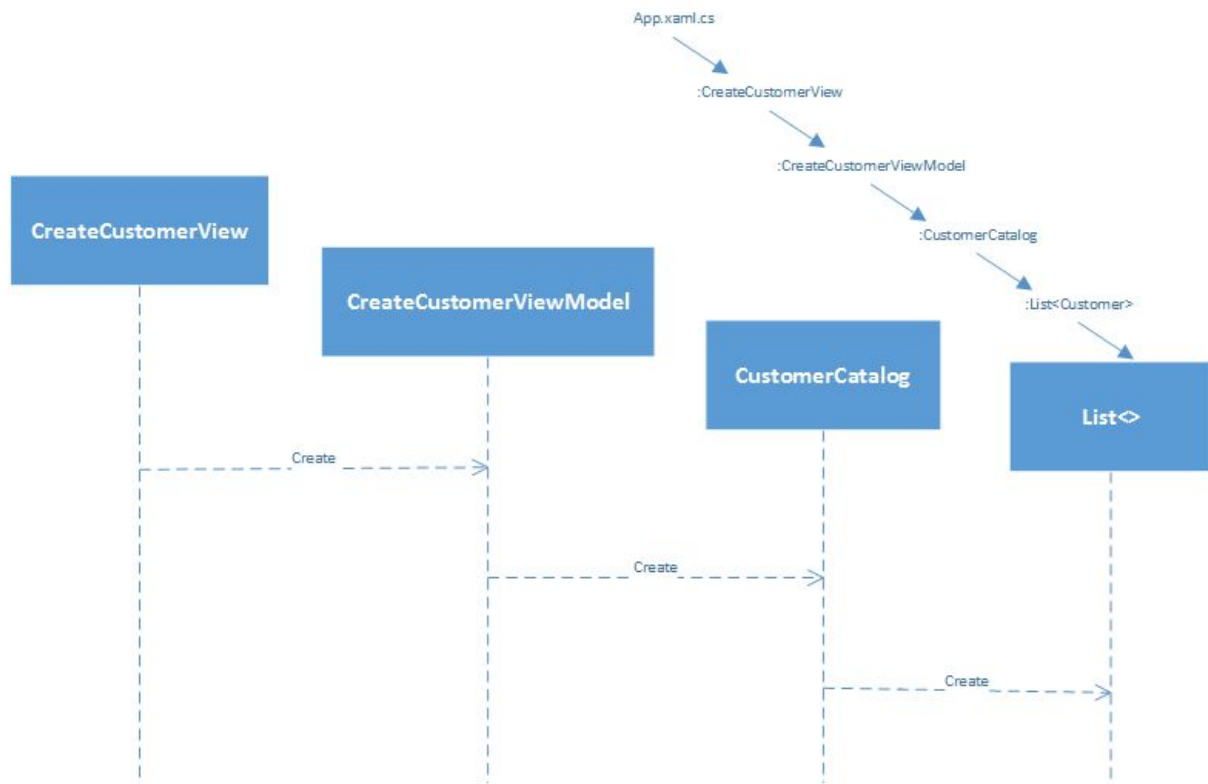 App.xaml.cs
:CreateCustomerView
:CreateCustomerViewModel
CreateCustomerView
:CustomerCatalog
CreateCustomerViewModel
:List<Customer>
CustomerCatalog
List<>
Create
Create
Create